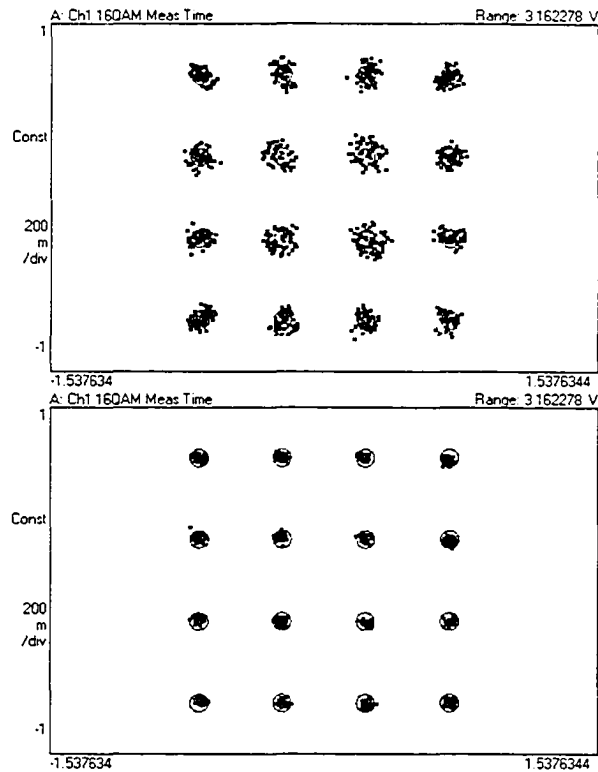 A: Ch1 16QAM Meas Time Range: 3.162278 V
1
Const
200
m
/div
-1
-1.537634 1.5376344
A: Ch1 16QAM Meas Time Range: 3.162278 V
1
Const
200
m
/div
-1
-1.537634 1.5376344